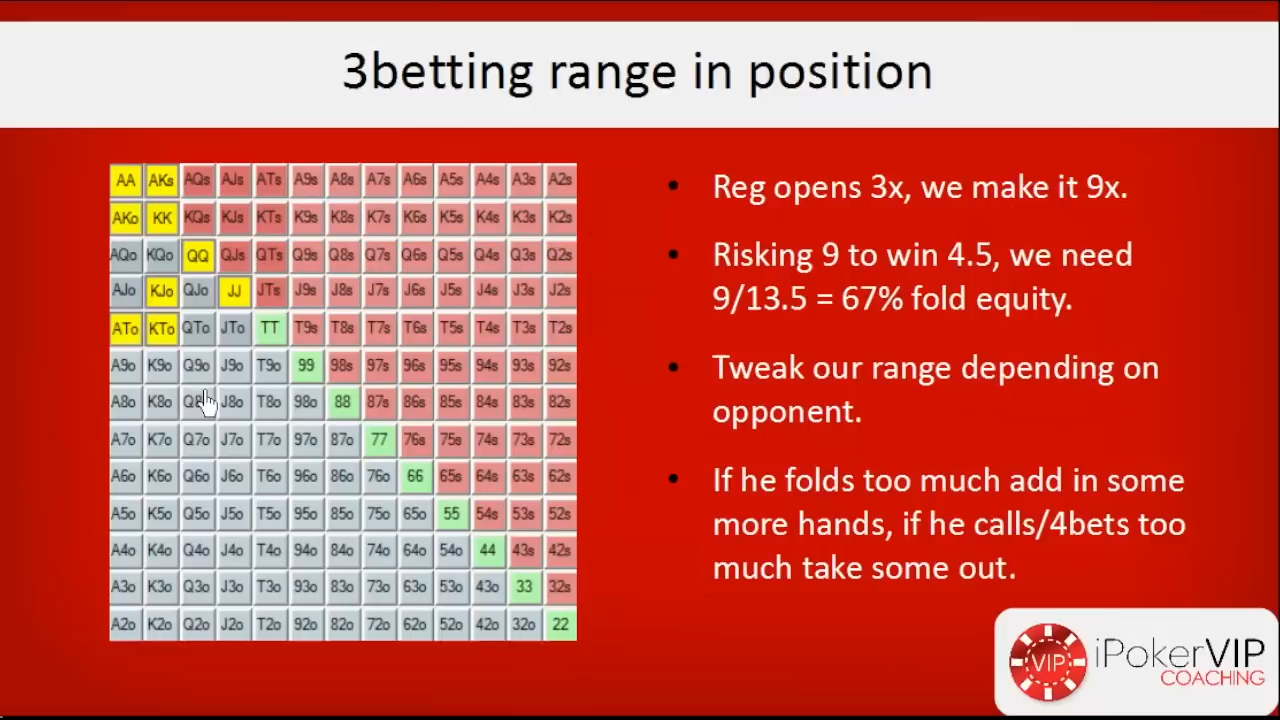 3betting range in position
AA AKs AQs AJs ATs A9s A8s A7s A6s A5s A4s A3s A2s
AKo KK KQs KJs KTs K9s K8s K7s K6s K5s K4s K3s K2s
AQo KQo QQ QJs QTs Q9s Q8s Q7s Q6s Q5s Q4s Q3s Q2s
AJo KJo QJo JJ JTs J9s J8s J7s J6s J5s J4s J3s J2s
ATo KTo QTo JTo TT T9s T8s T7s T6s T5s T4s T3s T2s
A9o K9o Q9o J9o T9o 99 98s 97s 96s 95s 94s 93s 92s
A8o K8o J8o T8o 98o 88 87s 86s 85s 84s 83s 82s
A7o K7o Q7o J7o T7o 97o 87o 77 76s 75s 74s 73s 72s
A6o K6o Q6o J6o T6o 96o 86o 76o 66 65s 64s 63s 62s
A5o K5o Q5o J5o T5o 95o 85o 75o 65o 55 54s 53s 52s
A4o K4o Q4o J4o T4o 94o 84o 74o 64o 54o 44 43s 42s
A3o K3o Q3o J3o T3o 93o 83o 73o 63o 53o 43o 33 32s
A2o K2o Q2o J2o T2o 92o 82o 72o 62o 52o 42o 32o 22
• Reg opens 3x, we make it 9x.
• Risking 9 to win 4.5, we need
9/13.5 = 67% fold equity.
• Tweak our range depending on
opponent.
• If he folds too much add in some
more hands, if he calls/4bets too
much take some out.
VIP
iPokerVIP
COACHING